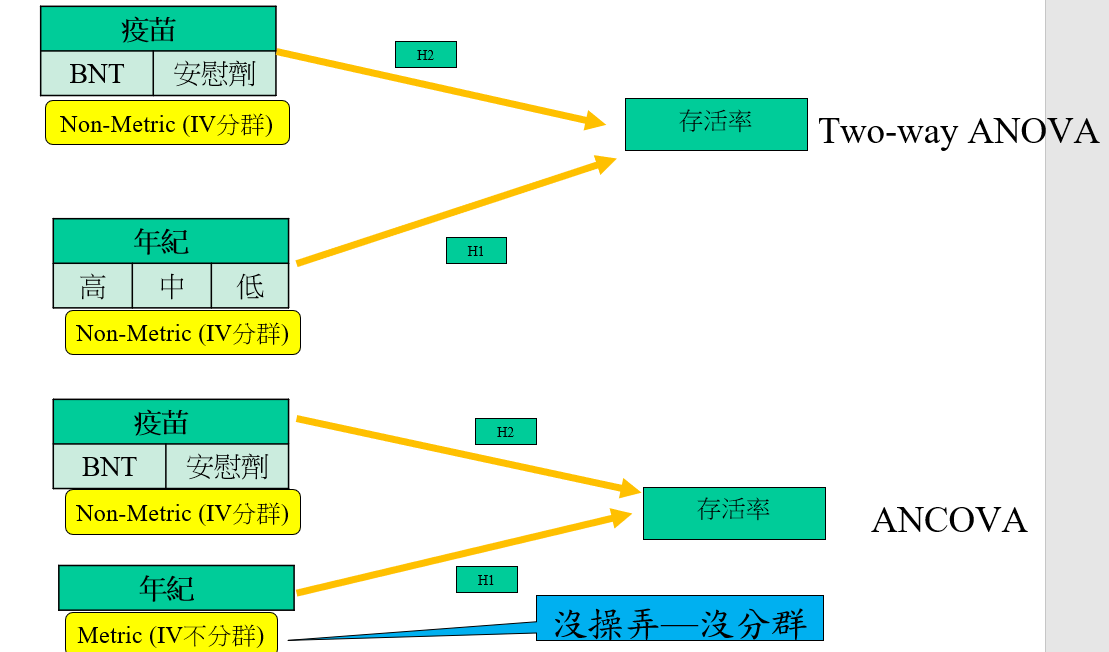 疫苗
BNT 安慰劑
Non-Metric (IV分群)
H2
存活率
Two-way ANOVA
H1
年紀
高 中 低
Non-Metric (IV分群)
疫苗
BNT 安慰劑
Non-Metric (IV分群)
H2
存活率
ANCOVA
H1
年紀
Metric (IV不分群)
沒操弄—沒分群